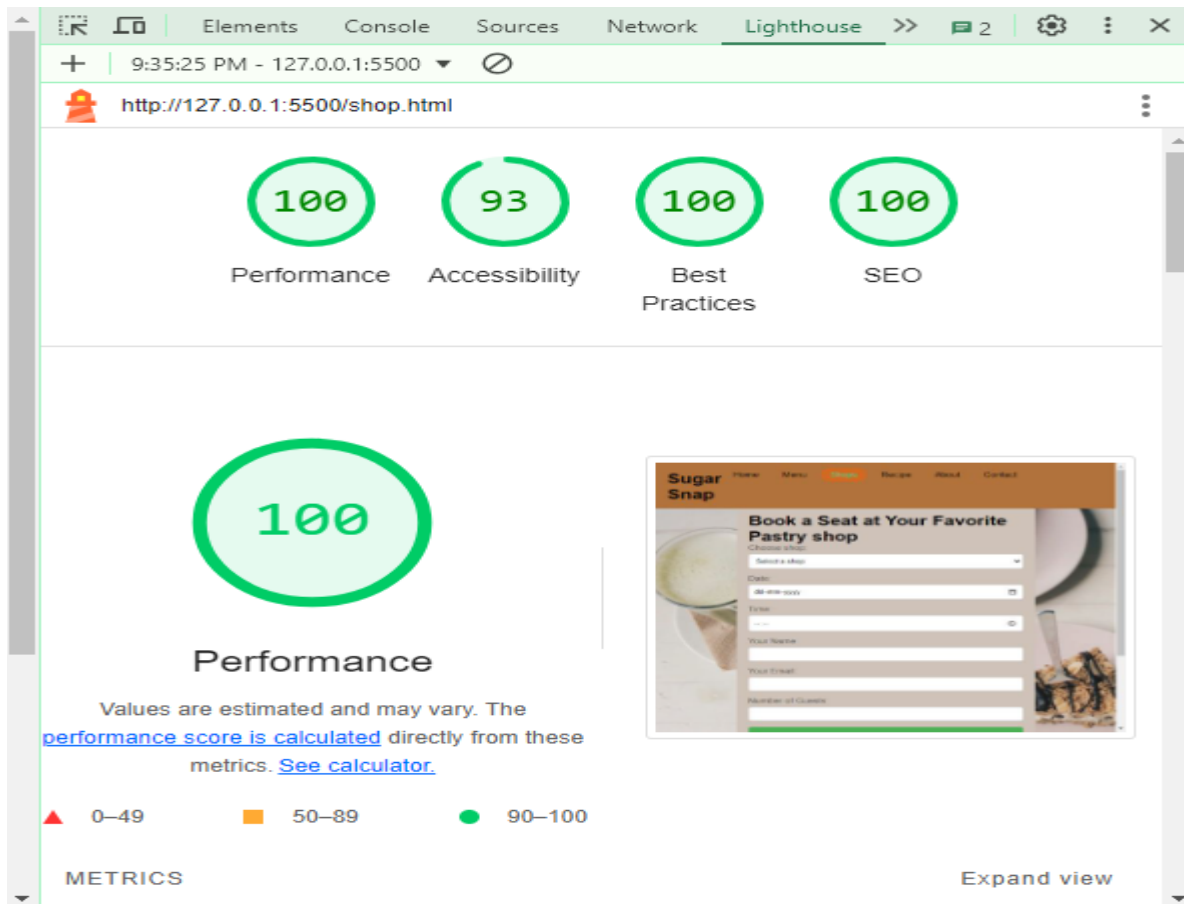 Elements Console Sources Network Lighthouse 2
9:35:25 PM - 127.0.0.1:5500
http://127.0.0.1:5500/shop.html
100 93 100 100
Performance Accessibility Best Practices SEO
100
Performance
Values are estimated and may vary. The
performance score is calculated directly from these
metrics. See calculator.
0–49 50–89 90–100
Sugar Snap
Home Menu Shops Recipe About Contact
Book a Seat at Your Favorite
Pastry shop
Choose shop:
Select a shop
Date:
Time:
Your Name
Your Email
Number of Guests
METRICS Expand view